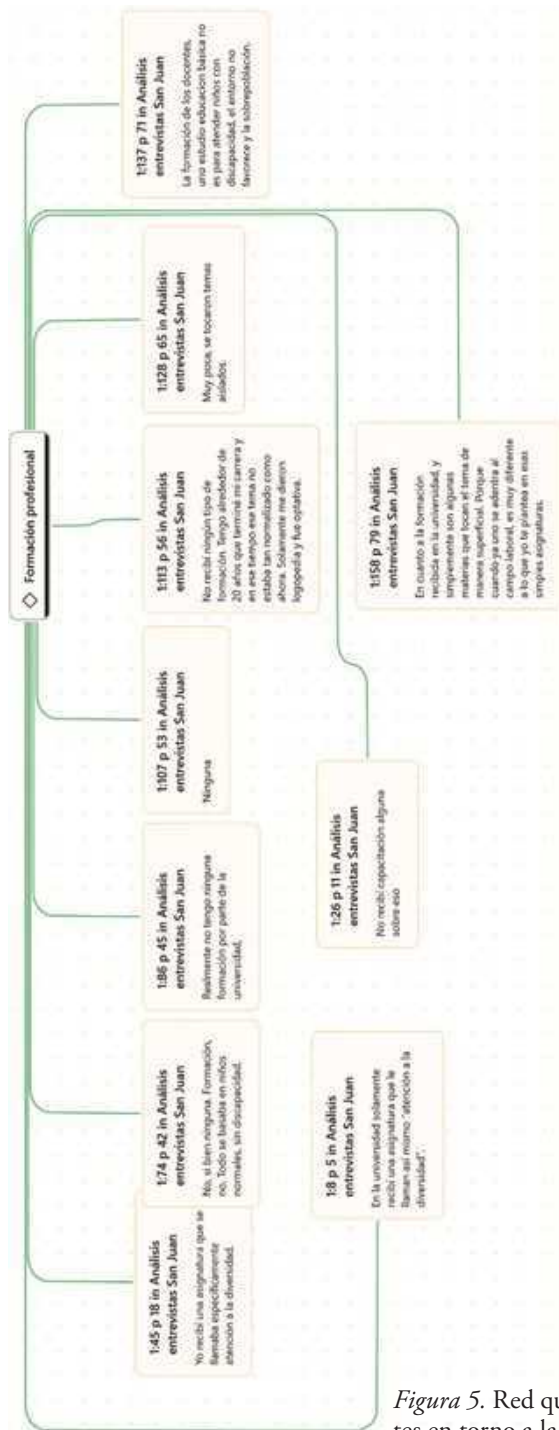 Formación profesional
1:45 p 18 in Análisis
entrevistas San Juan
Yo recibí una asignatura que se
llamaba específicamente
atención a la diversidad.
1:74 p 42 in Análisis
entrevistas San Juan
No, si bien ninguna. Formación,
no. Todo se basaba en niños
normales, sin discapacidad.
1:86 p 45 in Análisis
entrevistas San Juan
Realmente no tengo ninguna
formación por parte de la
universidad,
1:107 p 53 in Análisis
entrevistas San Juan
Ninguna
1:113 p 56 in Análisis
entrevistas San Juan
No recibí ningún tipo de
formación. Tengo alrededor de
20 años que terminé mi carrera y
en ese tiempo ese tema no
estaba tan normalizado como
ahora. Solamente me dieron
logopedia y fue optativa.
1:128 p 65 in Análisis
entrevistas San Juan
Muy poca, se tocaron temas
aislados.
1:137 p 71 in Análisis
entrevistas San Juan
La formación de los docentes,
uno estudio educacion básica no
es para atender niños con
discapacidad, el entorno no
favorece y la sobrepoblación.
1:8 p 5 in Análisis
entrevistas San Juan
En la universidad solamente
recibí una asignatura que le
llaman así mismo "atención a la
diversidad".
1:26 p 11 in Análisis
entrevistas San Juan
No recibí capacitación alguna
sobre eso
1:158 p 79 in Análisis
entrevistas San Juan
En cuanto a la formación
recibida en la universidad, y
simplemente son algunas
materias que tocan el tema de
manera superficial. Porque
cuando ya uno se adentra al
campo laboral, es muy diferente
a lo que yo te plantea en esas
simples asignaturas.
Figura 5. Red qu
tes en torno a la